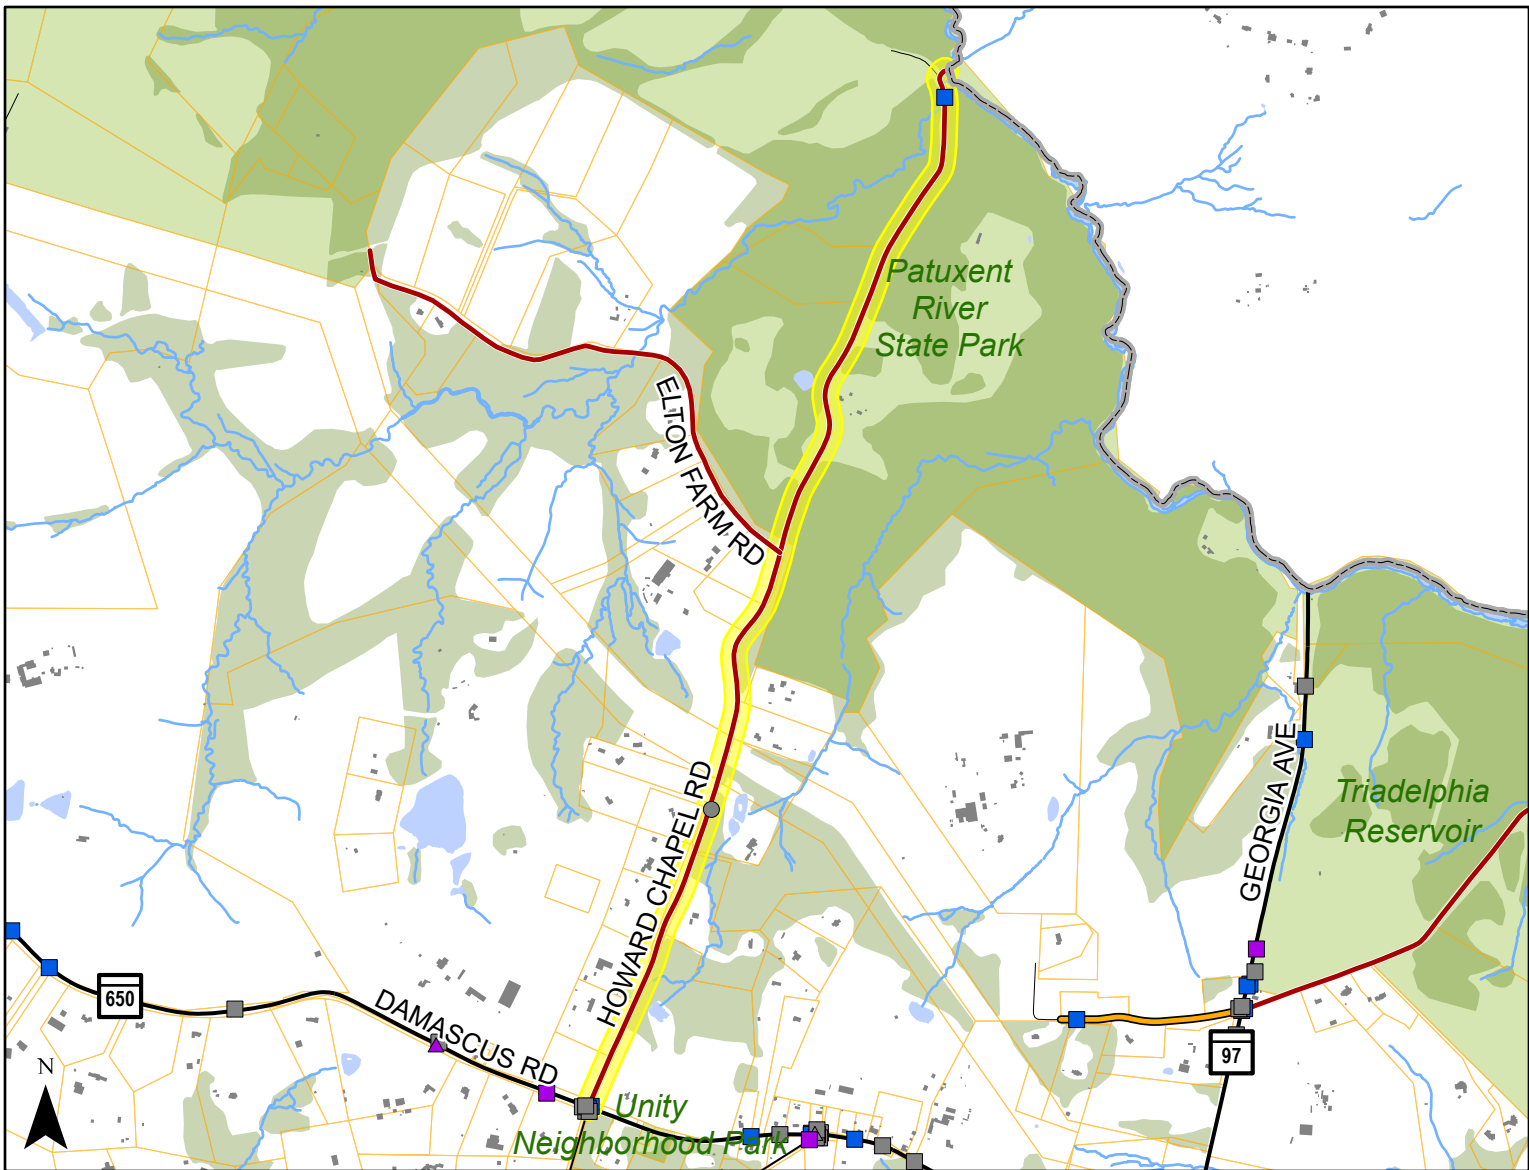 Patuxent
River
State Park
ELTON FARM RD
HOWARD CHAPEL RD
GEORGIA AVE
Triadelphia
Reservoir
650
DAMASCUS RD
97
N
Unity
Neighborhood Park